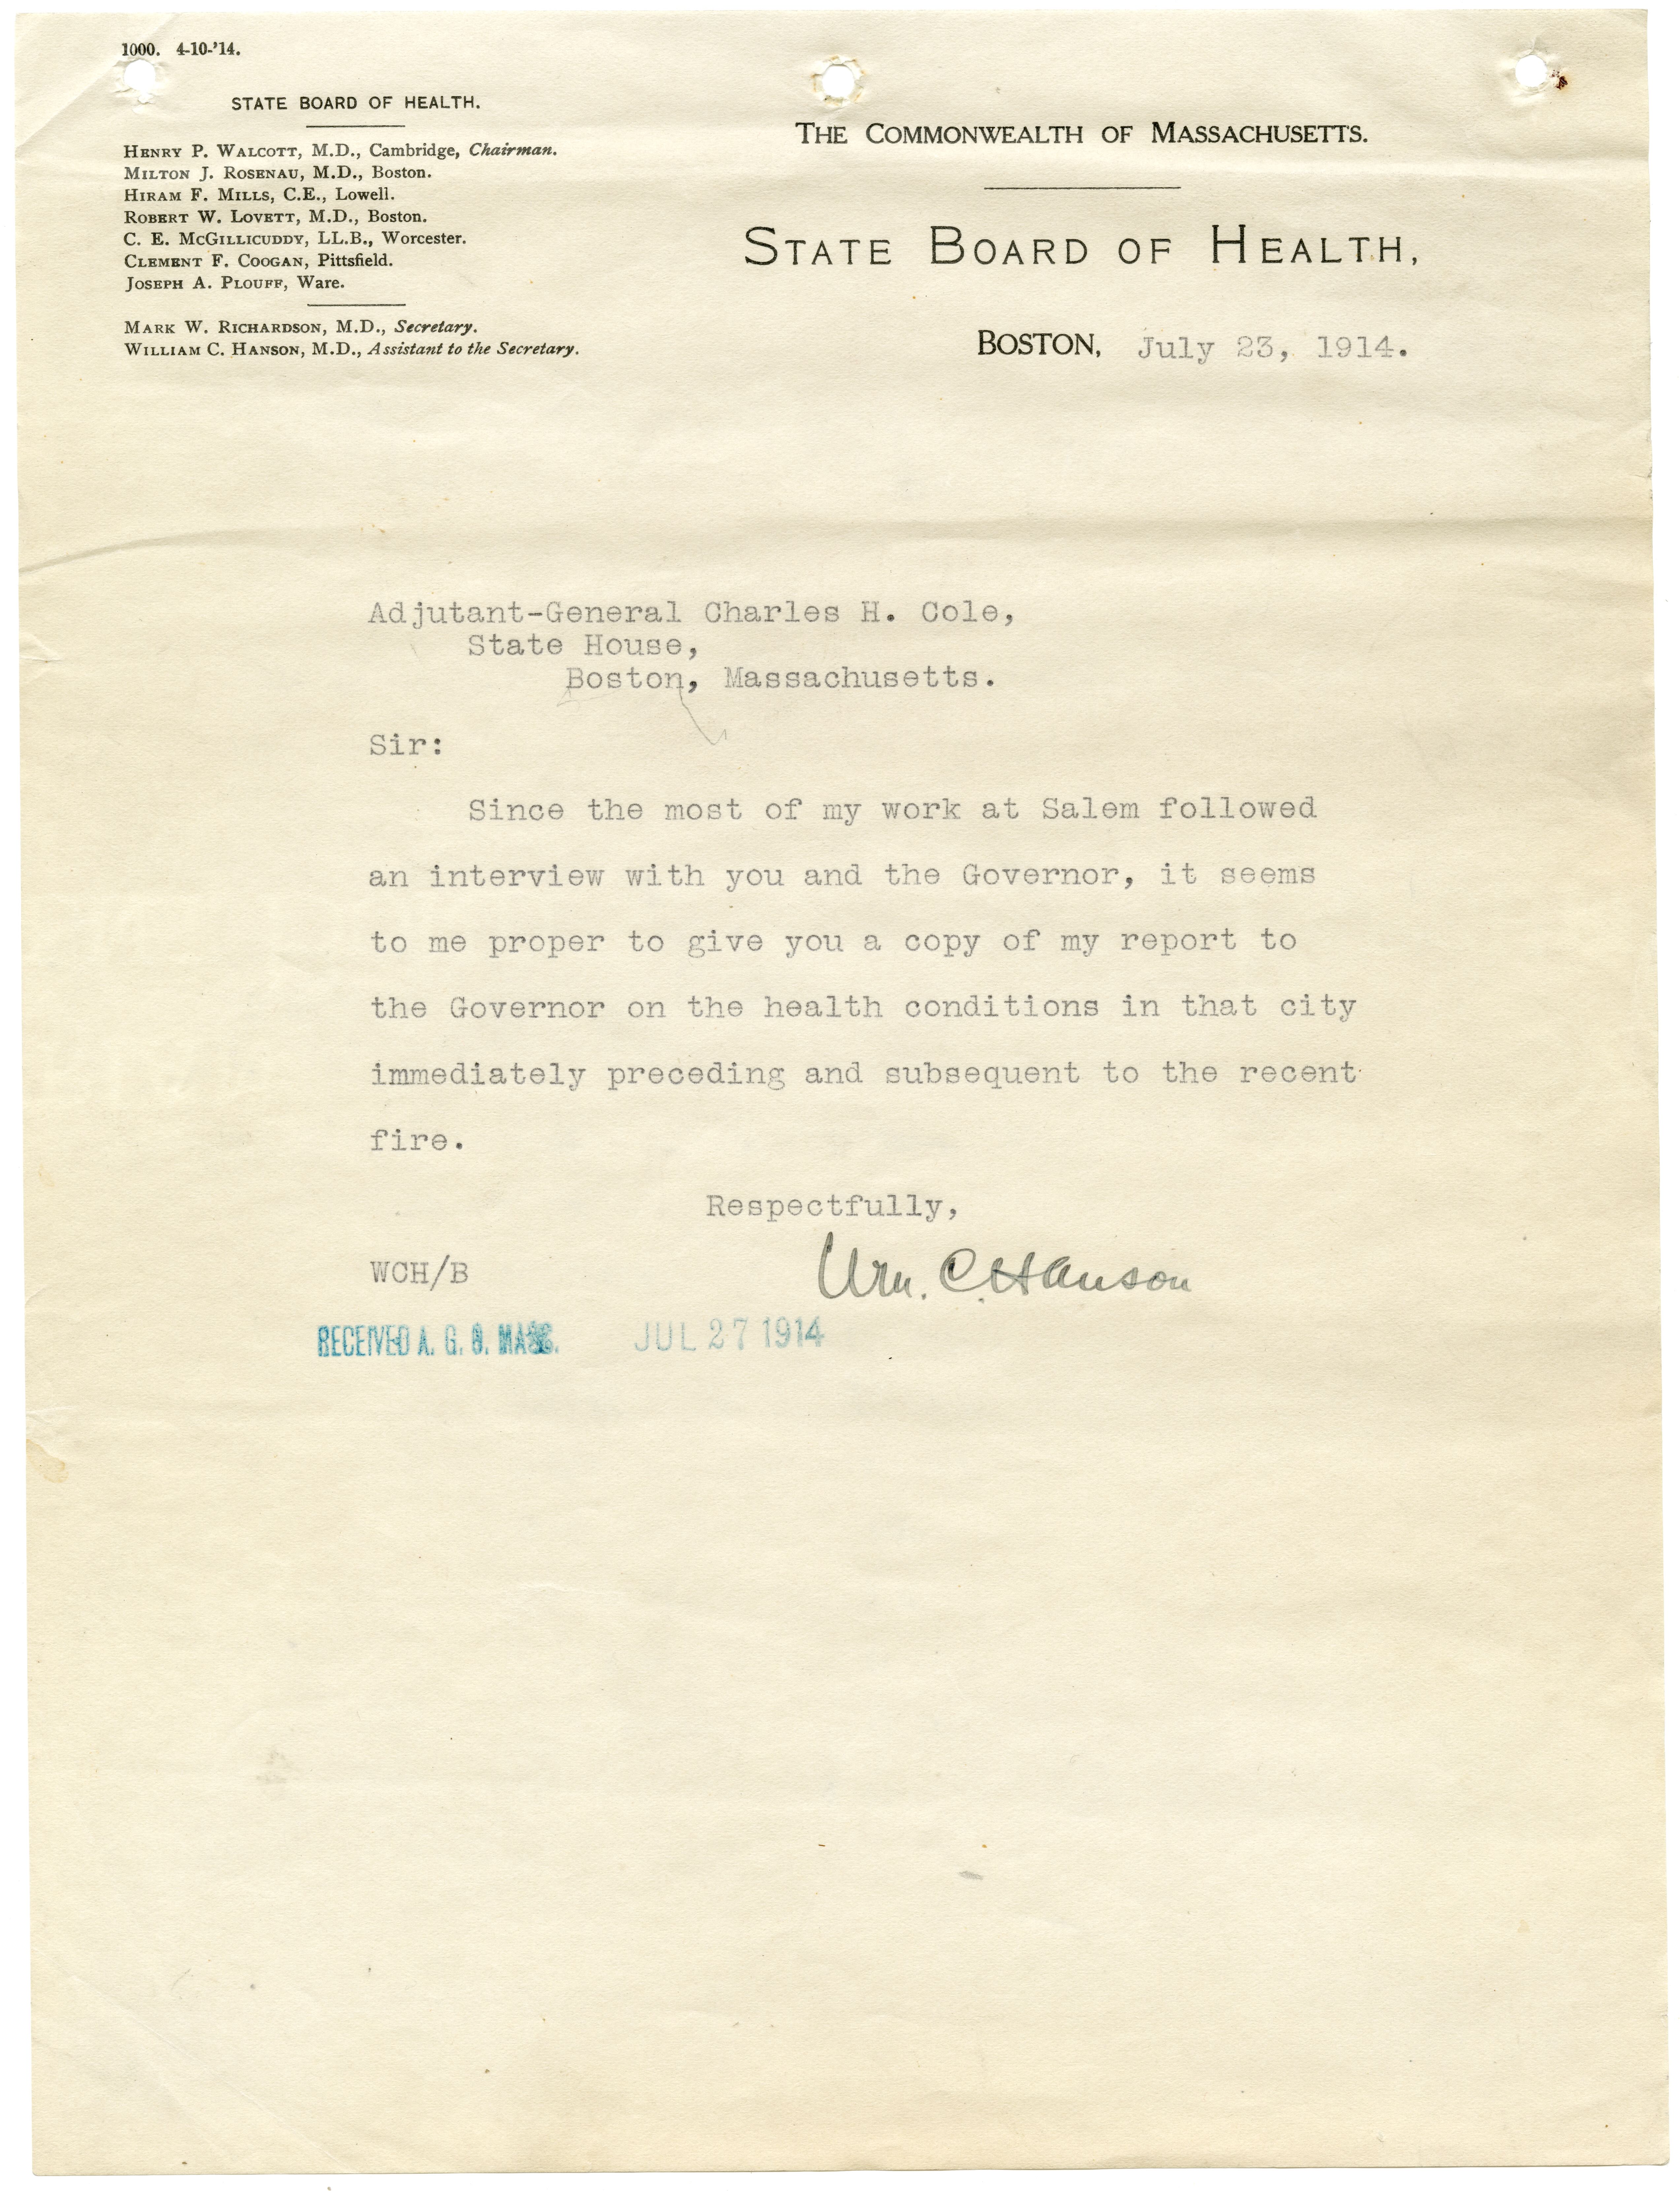 1000. 4-10-'14.
STATE BOARD OF HEALTH.
HENRY P. WALCOTT, M.D., Cambridge, Chairman.
MILTON J. ROSENAU, M.D., Boston.
HIRAM F. MILLS, C.E., Lowell.
ROBERT W. LOVETT, M.D., Boston.
C. E. MCGILLICUDDY, LL.B., Worcester.
CLEMENT F. COOGAN, Pittsfield.
JOSEPH A. PLOUFF, Ware.
MARK W. RICHARDSON, M.D., Secretary.
WILLIAM C. HANSON, M.D., Assistant to the Secretary.
THE COMMONWEALTH OF MASSACHUSETTS.
STATE BOARD OF HEALTH,
BOSTON, July 23, 1914.
Adjutant-General Charles H. Cole,
State House,
Boston, Massachusetts.
Sir:
Since the most of my work at Salem followed
an interview with you and the Governor, it seems
to me proper to give you a copy of my report to
the Governor on the health conditions in that city
immediately preceding and subsequent to the recent
fire.
Respectfully,
Wm. C. Hanson
WCH/B
RECEIVED A. G. O. MASS. JUL 27 1914